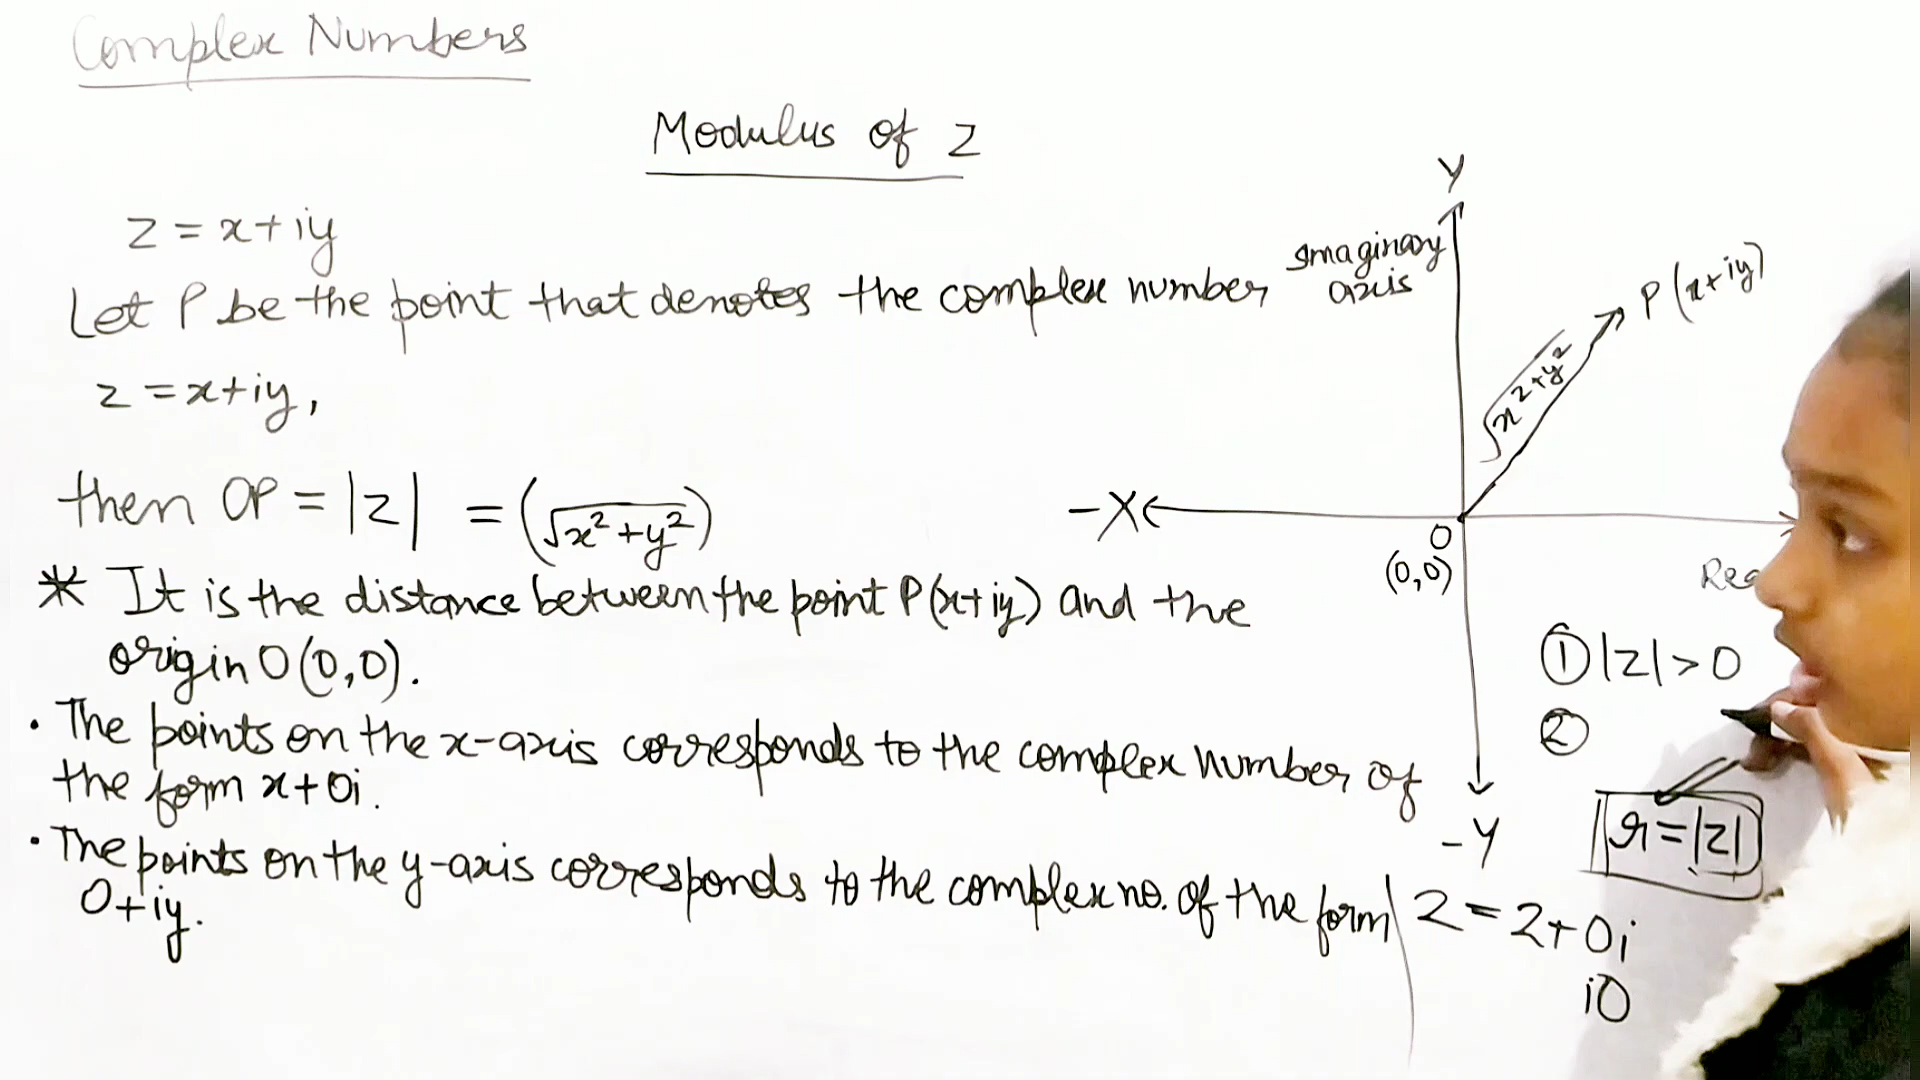 Complex Numbers
Modulus of z
z = x+iy
Let P be the point that denotes the complex number
z = x+iy,
then OP = |z| = (√x²+y²)
* It is the distance between the point P(x+iy) and the
origin O(0,0).
• The points on the x-axis corresponds to the complex number of
the form x+0i.
• The points on the y-axis corresponds to the complex no. of the form
0+iy.
Y
Imaginary
axis
P(x+iy)
√x²+y²
-X
O
(0,0)
-Y
① |z| > 0
②
r = |z|
z = 2+0i
i0